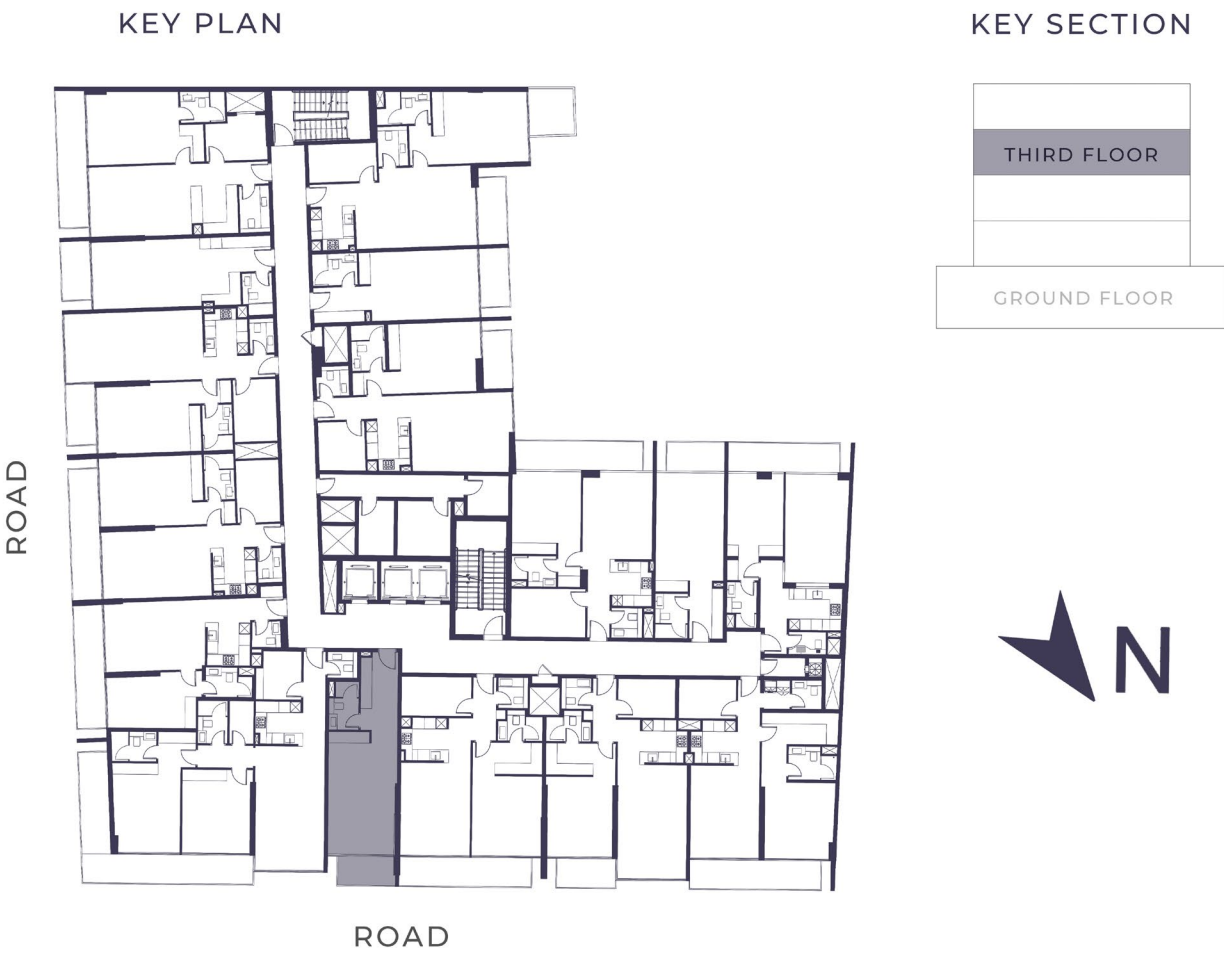 KEY PLAN
KEY SECTION
THIRD FLOOR
GROUND FLOOR
ROAD
N
ROAD